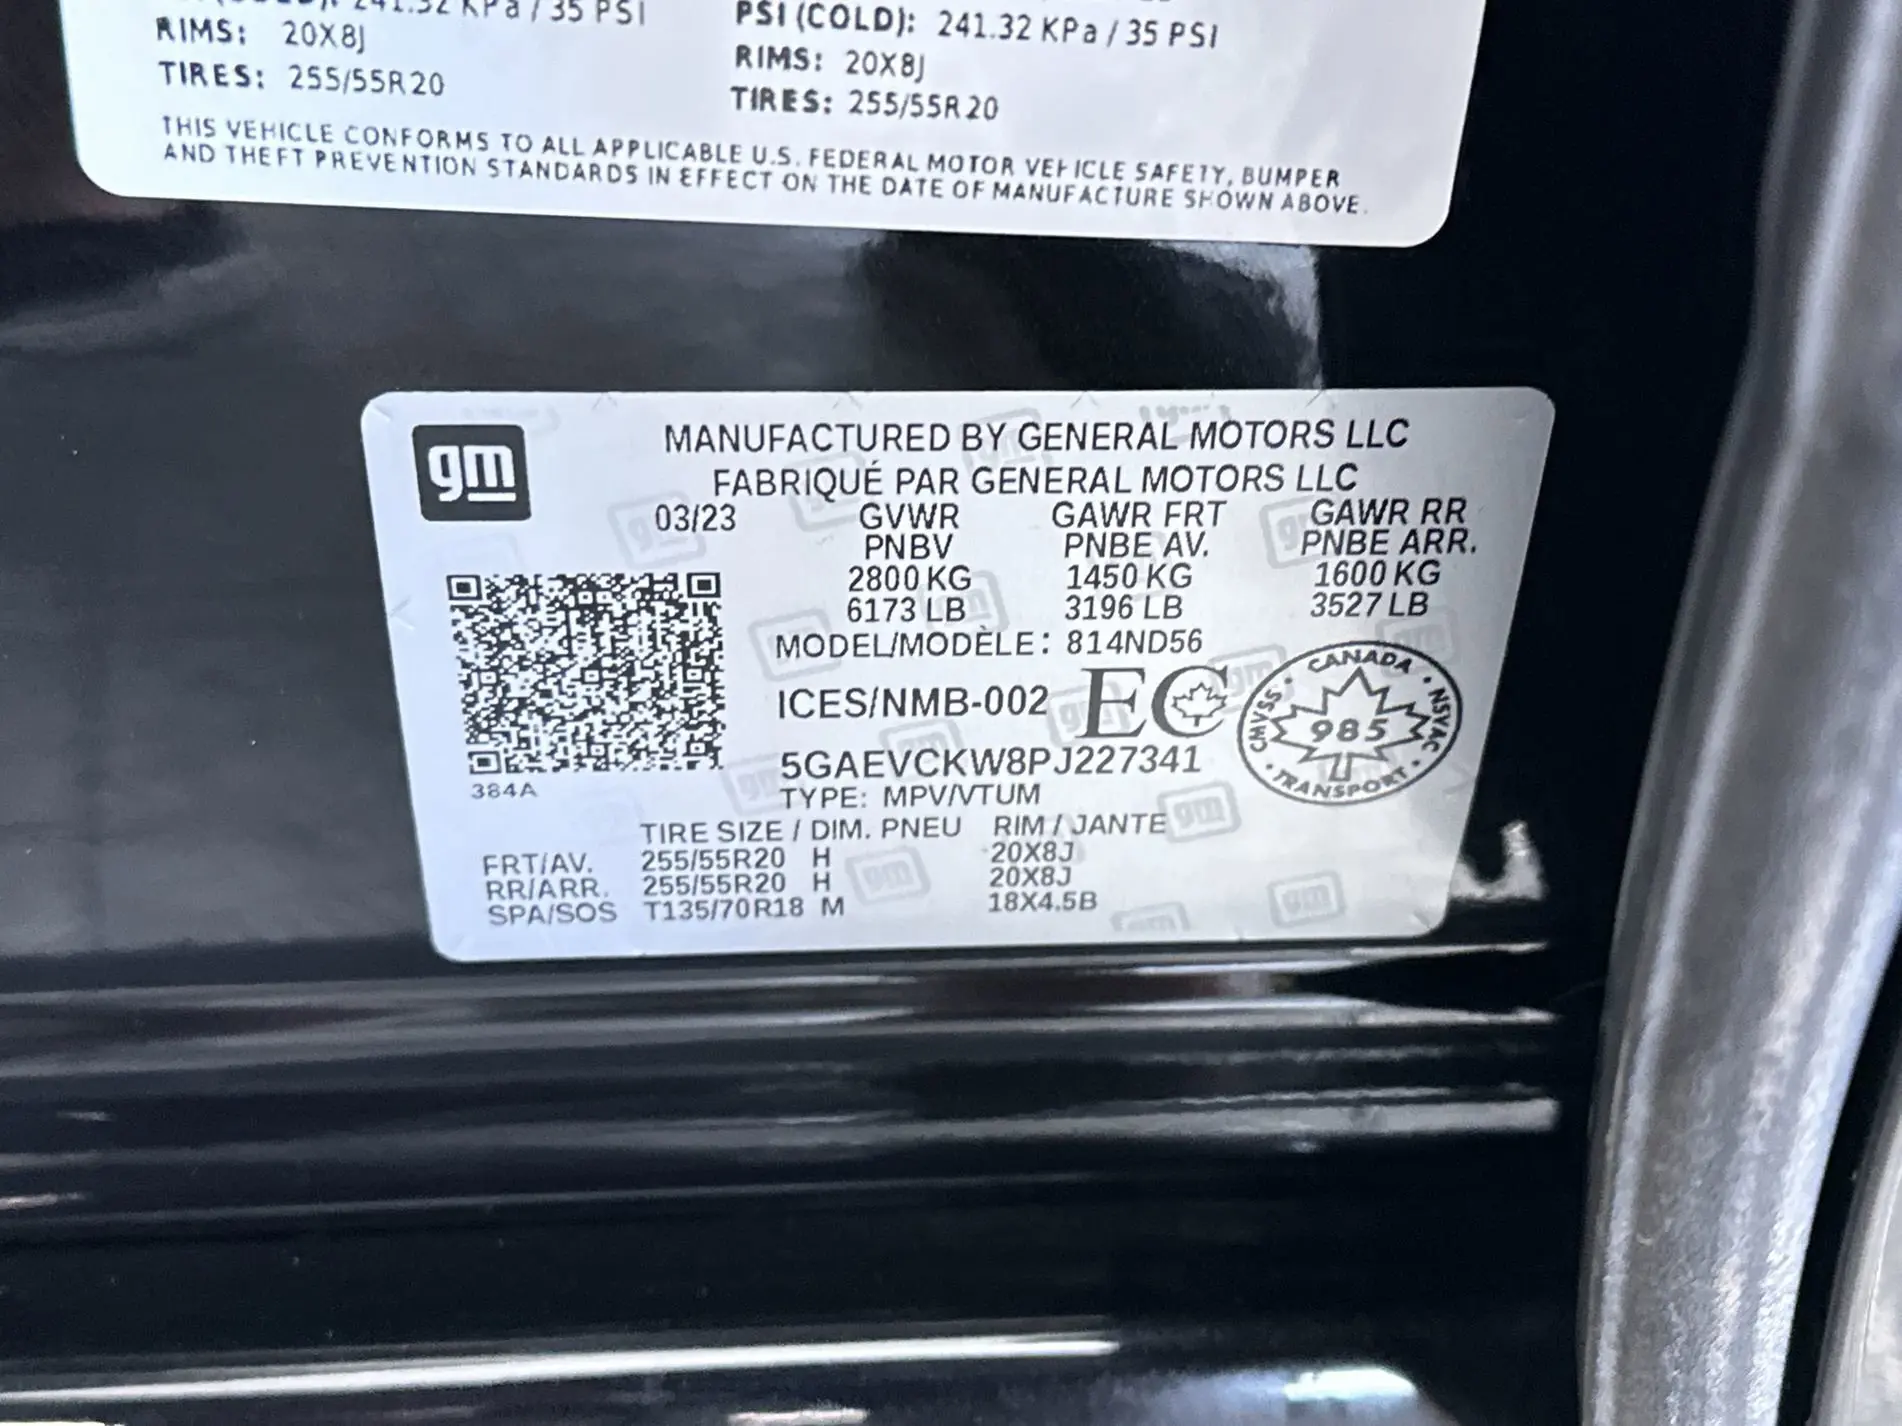 241.32 KPa / 35 PSI
RIMS: 20X8J
TIRES: 255/55R20
PSI (COLD): 241.32 KPa / 35 PSI
RIMS: 20X8J
TIRES: 255/55R20
THIS VEHICLE CONFORMS TO ALL APPLICABLE U.S. FEDERAL MOTOR VEHICLE SAFETY, BUMPER
AND THEFT PREVENTION STANDARDS IN EFFECT ON THE DATE OF MANUFACTURE SHOWN ABOVE.
gm
MANUFACTURED BY GENERAL MOTORS LLC
FABRIQUÉ PAR GENERAL MOTORS LLC
03/23 GVWR GAWR FRT GAWR RR
PNBV PNBE AV. PNBE ARR.
2800 KG 1450 KG 1600 KG
6173 LB 3196 LB 3527 LB
MODEL/MODÈLE: 814ND56
ICES/NMB-002 EC
CANADA
CMVSS 985 NSVAC
TRANSPORT
5GAEVCKW8PJ227341
384A
TYPE: MPV/VTUM
TIRE SIZE / DIM. PNEU RIM / JANTE
FRT/AV. 255/55R20 H 20X8J
RR/ARR. 255/55R20 H 20X8J
SPA/SOS T135/70R18 M 18X4.5B